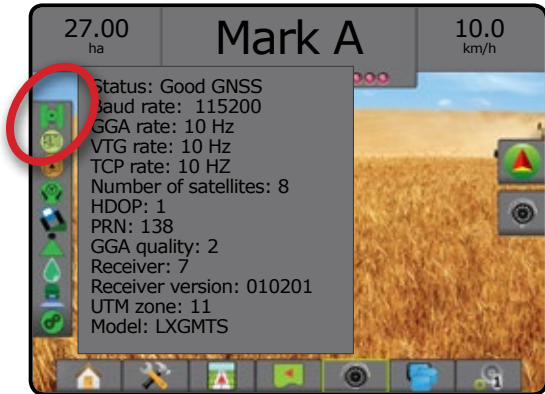 27.00
ha
Mark A
10.0
km/h
Status: Good GNSS
Baud rate: 115200
GGA rate: 10 Hz
VTG rate: 10 Hz
TCP rate: 10 HZ
Number of satellites: 8
HDOP: 1
PRN: 138
GGA quality: 2
Receiver: 7
Receiver version: 010201
UTM zone: 11
Model: LXGMTS
1